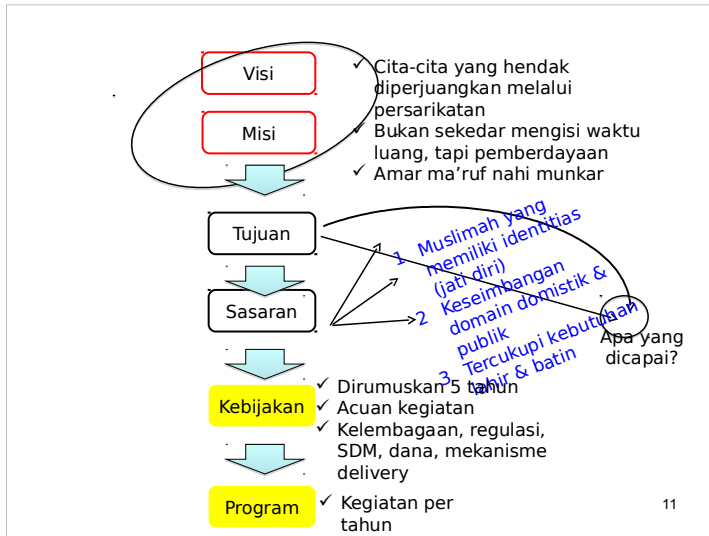 Visi
Misi
✓ Cita-cita yang hendak
diperjuangkan melalui
persarikatan
✓ Bukan sekedar mengisi waktu
luang, tapi pemberdayaan
✓ Amar ma’ruf nahi munkar
Tujuan
Sasaran
1 Muslimah yang
memiliki identitias
(jati diri)
2 Keseimbangan
domain domistik &
publik
3 Tercukupi kebutuhan
lahir & batin
Apa yang
dicapai?
Kebijakan
✓ Dirumuskan 5 tahun
✓ Acuan kegiatan
✓ Kelembagaan, regulasi,
SDM, dana, mekanisme
delivery
Program
✓ Kegiatan per
tahun
11